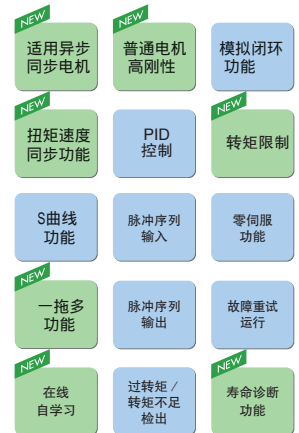 NEW
适用异步
同步电机
NEW
普通电机
高刚性
模拟闭环
功能
NEW
扭矩速度
同步功能
PID
控制
NEW
转矩限制
S曲线
功能
脉冲序列
输入
零伺服
功能
NEW
一拖多
功能
脉冲序列
输出
故障重试
运行
NEW
在线
自学习
过转矩／
转矩不足
检出
NEW
寿命诊断
功能